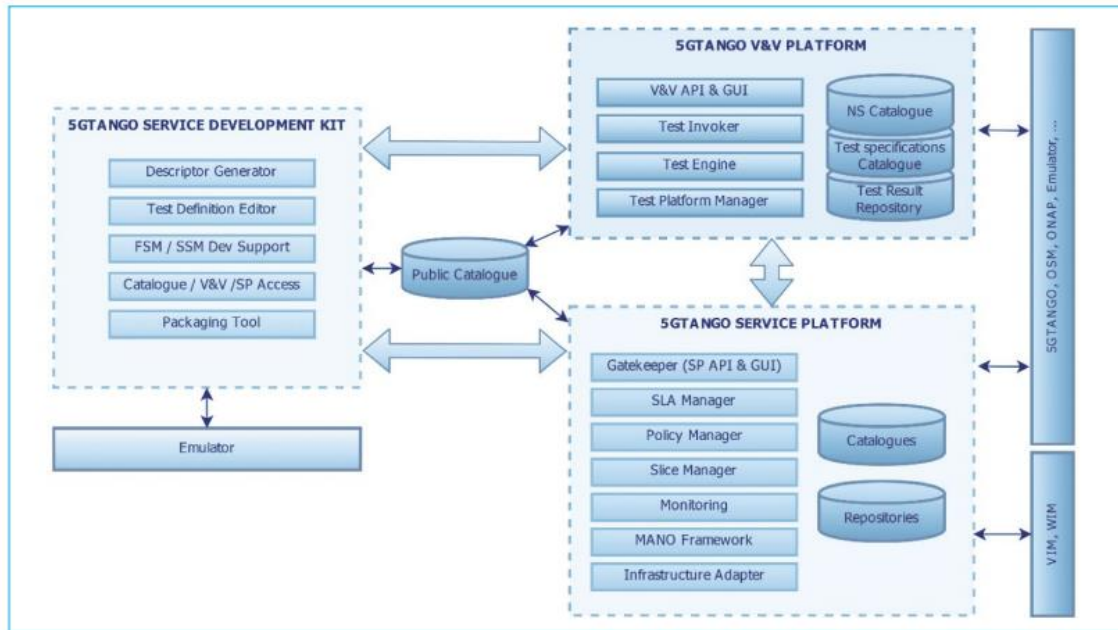 5GTANGO SERVICE DEVELOPMENT KIT
Descriptor Generator
Test Definition Editor
FSM / SSM Dev Support
Catalogue / V&V /SP Access
Packaging Tool
Emulator
Public Catalogue
5GTANGO V&V PLATFORM
V&V API & GUI
Test Invoker
Test Engine
Test Platform Manager
NS Catalogue
Test specifications
Catalogue
Test Result
Repository
5GTANGO SERVICE PLATFORM
Gatekeeper (SP API & GUI)
SLA Manager
Policy Manager
Slice Manager
Monitoring
MANO Framework
Infrastructure Adapter
Catalogues
Repositories
5GTANGO, OSM, ONAP, Emulator, ...
VIM, WIM